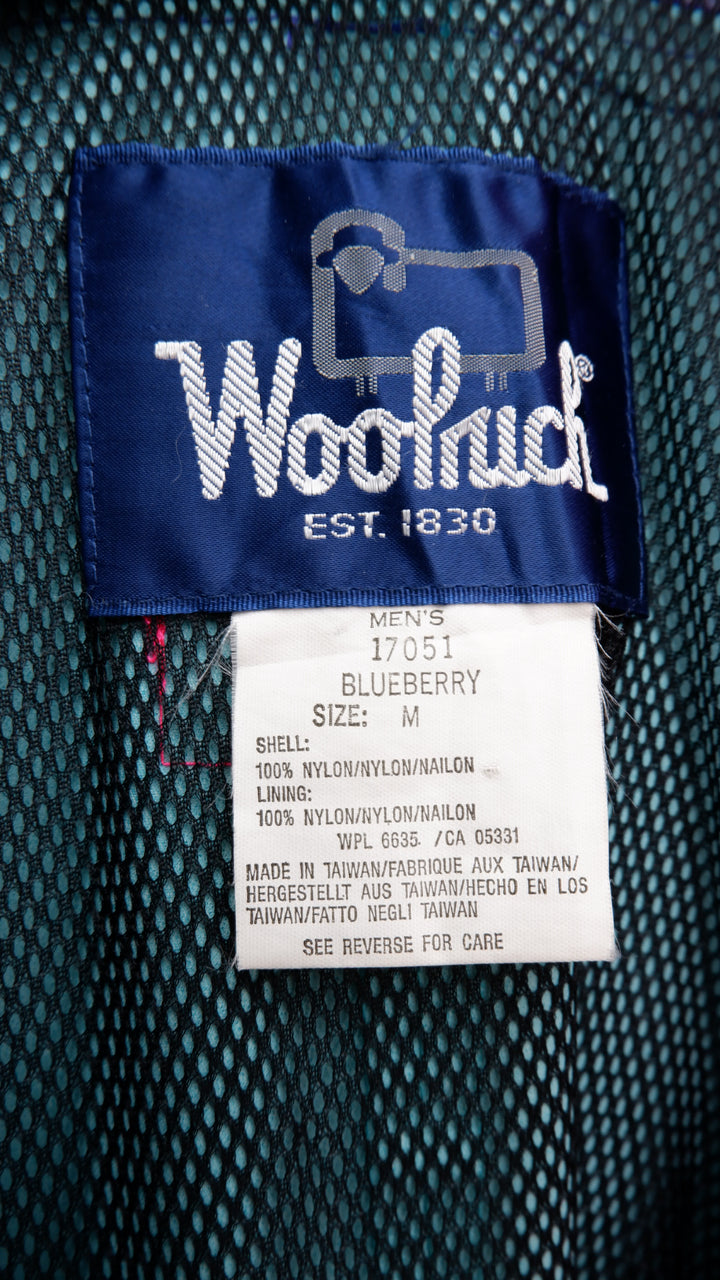 Woolrich®
EST. 1830
MEN'S
17051
BLUEBERRY
SIZE: M
SHELL:
100% NYLON/NYLON/NAILON
LINING:
100% NYLON/NYLON/NAILON
WPL 6635. /CA 05331
MADE IN TAIWAN/FABRIQUE AUX TAIWAN/
HERGESTELLT AUS TAIWAN/HECHO EN LOS
TAIWAN/FATTO NEGLI TAIWAN
SEE REVERSE FOR CARE